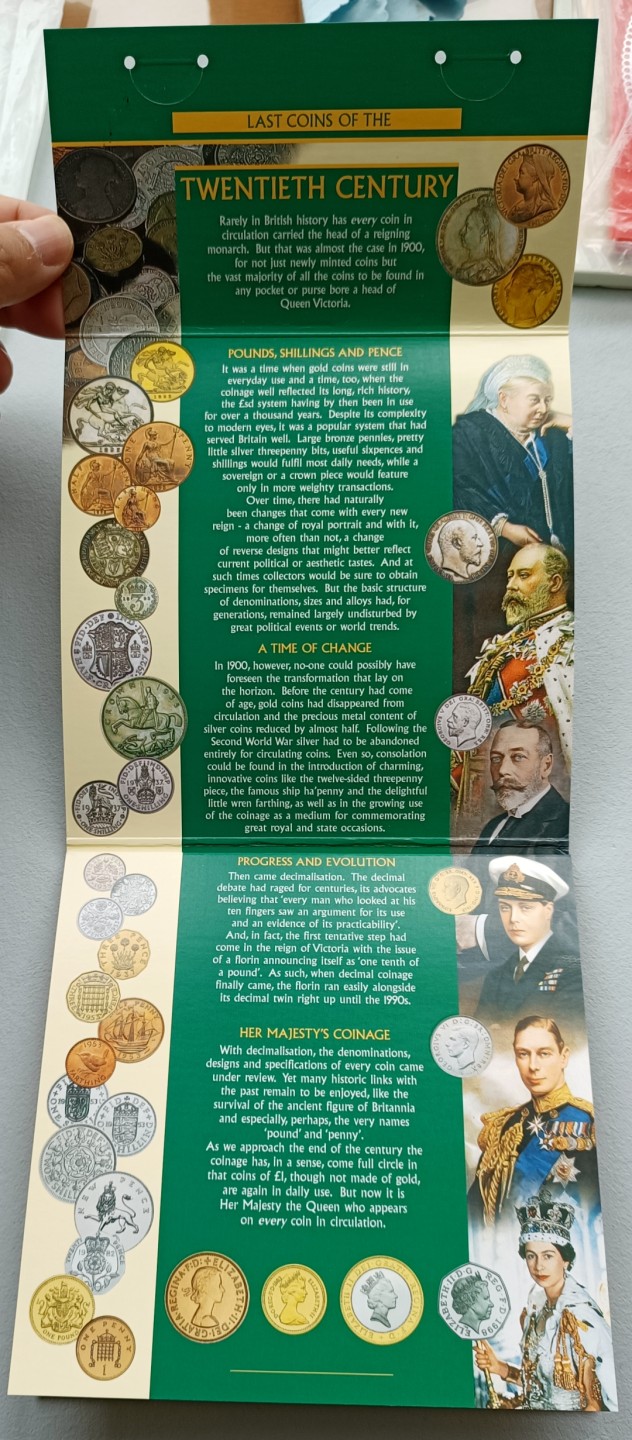 LAST COINS OF THE
TWENTIETH CENTURY
Rarely in British history has every coin in
circulation carried the head of a reigning
monarch. But that was almost the case in 1900,
for not just newly minted coins but
the vast majority of all the coins to be found in
any pocket or purse bore a head of
Queen Victoria.
POUNDS, SHILLINGS AND PENCE
It was a time when gold coins were still in
everyday use and a time, too, when the
coinage well reflected its long, rich history,
the £sd system having by then been in use
for over a thousand years. Despite its complexity
to modern eyes, it was a popular system that had
served Britain well. Large bronze pennies, pretty
little silver threepenny bits, useful sixpences and
shillings would fulfil most daily needs, while a
sovereign or a crown piece would feature
only in more weighty transactions.
Over time, there had naturally
been changes that come with every new
reign - a change of royal portrait and with it,
more often than not, a change
of reverse designs that might better reflect
current political or aesthetic tastes. And at
such times collectors would be sure to obtain
specimens for themselves. But the basic structure
of denominations, sizes and alloys had, for
generations, remained largely undisturbed by
great political events or world trends.
A TIME OF CHANGE
In 1900, however, no-one could possibly have
foreseen the transformation that lay on
the horizon. Before the century had come
of age, gold coins had disappeared from
circulation and the precious metal content of
silver coins reduced by almost half. Following the
Second World War silver had to be abandoned
entirely for circulating coins. Even so, consolation
could be found in the introduction of charming,
innovative coins like the twelve-sided threepenny
piece, the famous ship ha'penny and the delightful
little wren farthing, as well as in the growing use
of the coinage as a medium for commemorating
great royal and state occasions.
PROGRESS AND EVOLUTION
Then came decimalisation. The decimal
debate had raged for centuries, its advocates
believing that 'every man who looked at his
ten fingers saw an argument for its use
and an evidence of its practicability'.
And, in fact, the first tentative step had
come in the reign of Victoria with the issue
of a florin announcing itself as 'one tenth of
a pound'. As such, when decimal coinage
finally came, the florin ran easily alongside
its decimal twin right up until the 1990s.
HER MAJESTY'S COINAGE
With decimalisation, the denominations,
designs and specifications of every coin came
under review. Yet many historic links with
the past remain to be enjoyed, like the
survival of the ancient figure of Britannia
and especially, perhaps, the very names
'pound' and 'penny'.
As we approach the end of the century the
coinage has, in a sense, come full circle in
that coins of £1, though not made of gold,
are again in daily use. But now it is
Her Majesty the Queen who appears
on every coin in circulation.
NEW PENCE
ONE POUND
ONE PENNY
1
ELIZABETH·II·DEI·GRATIA·REGINA·F:D:+
ELIZABETH·II·D·G REG·F·D·1998